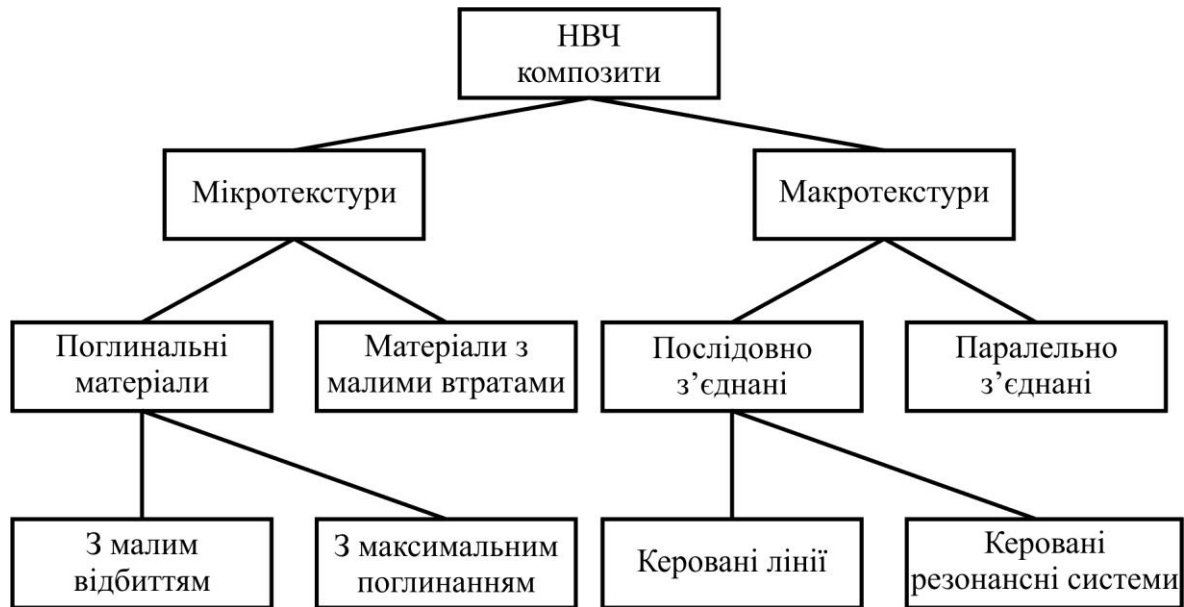 НВЧ
композити
Мікротекстури
Макротекстури
Поглинальні
матеріали
Матеріали з
малими втратами
Послідовно
з’єднані
Паралельно
з’єднані
З малим
відбиттям
З максимальним
поглинанням
Керовані лінії
Керовані
резонансні системи